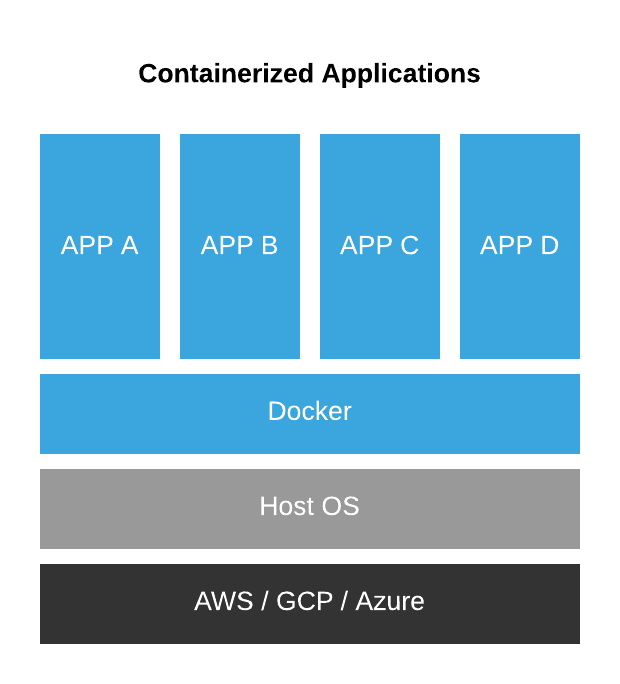 Containerized Applications
APP A
APP B
APP C
APP D
Docker
Host OS
AWS / GCP / Azure